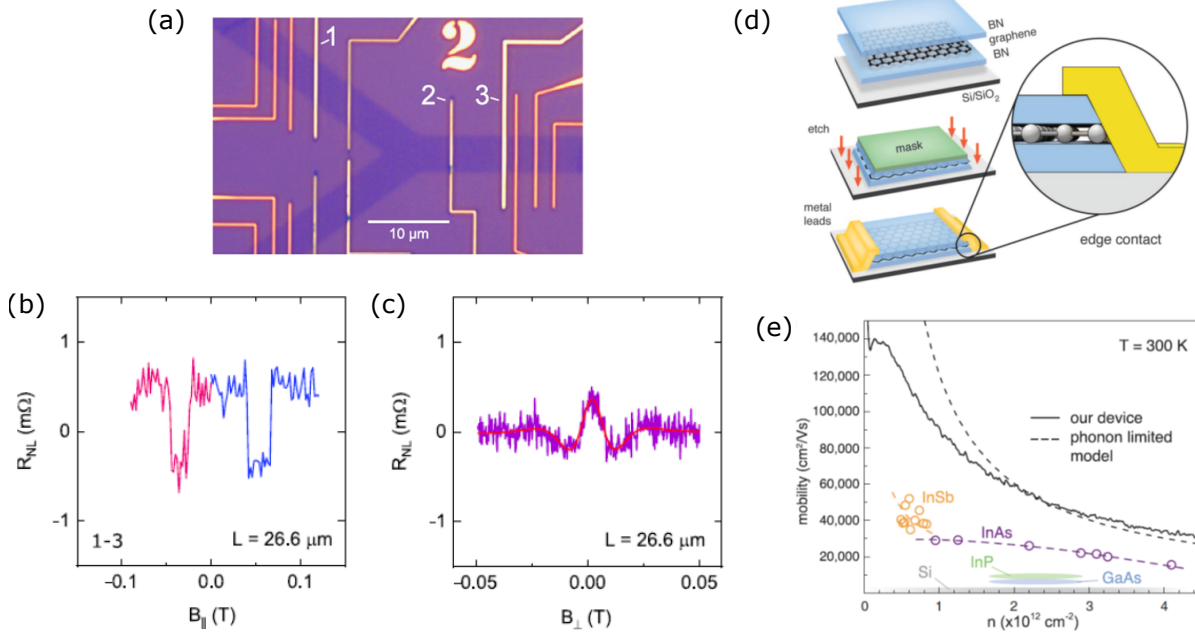 (a)
1
2
2
3
10 µm
(b)
R_NL (mΩ)
1
0
−1
1-3
L = 26.6 µm
−0.1
0.0
0.1
B_∥ (T)
(c)
R_NL (mΩ)
1
0
−1
L = 26.6 µm
−0.05
0.00
0.05
B_⊥ (T)
(d)
BN
graphene
BN
Si/SiO₂
etch
mask
metal
leads
edge contact
(e)
mobility (cm²/Vs)
140,000
120,000
100,000
80,000
60,000
40,000
20,000
T = 300 K
our device
phonon limited
model
InSb
InAs
InP
GaAs
Si
0
1
2
3
4
n (x10¹² cm⁻²)